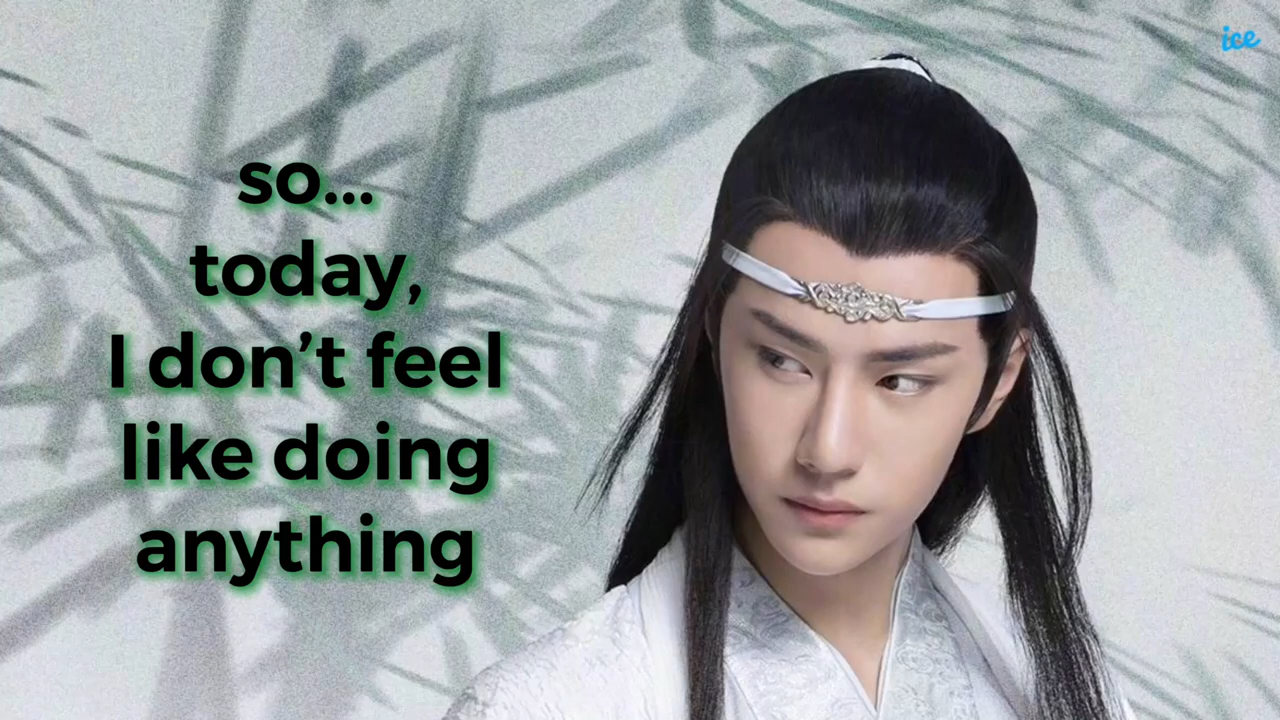 ice
so...
today,
I don’t feel
like doing
anything